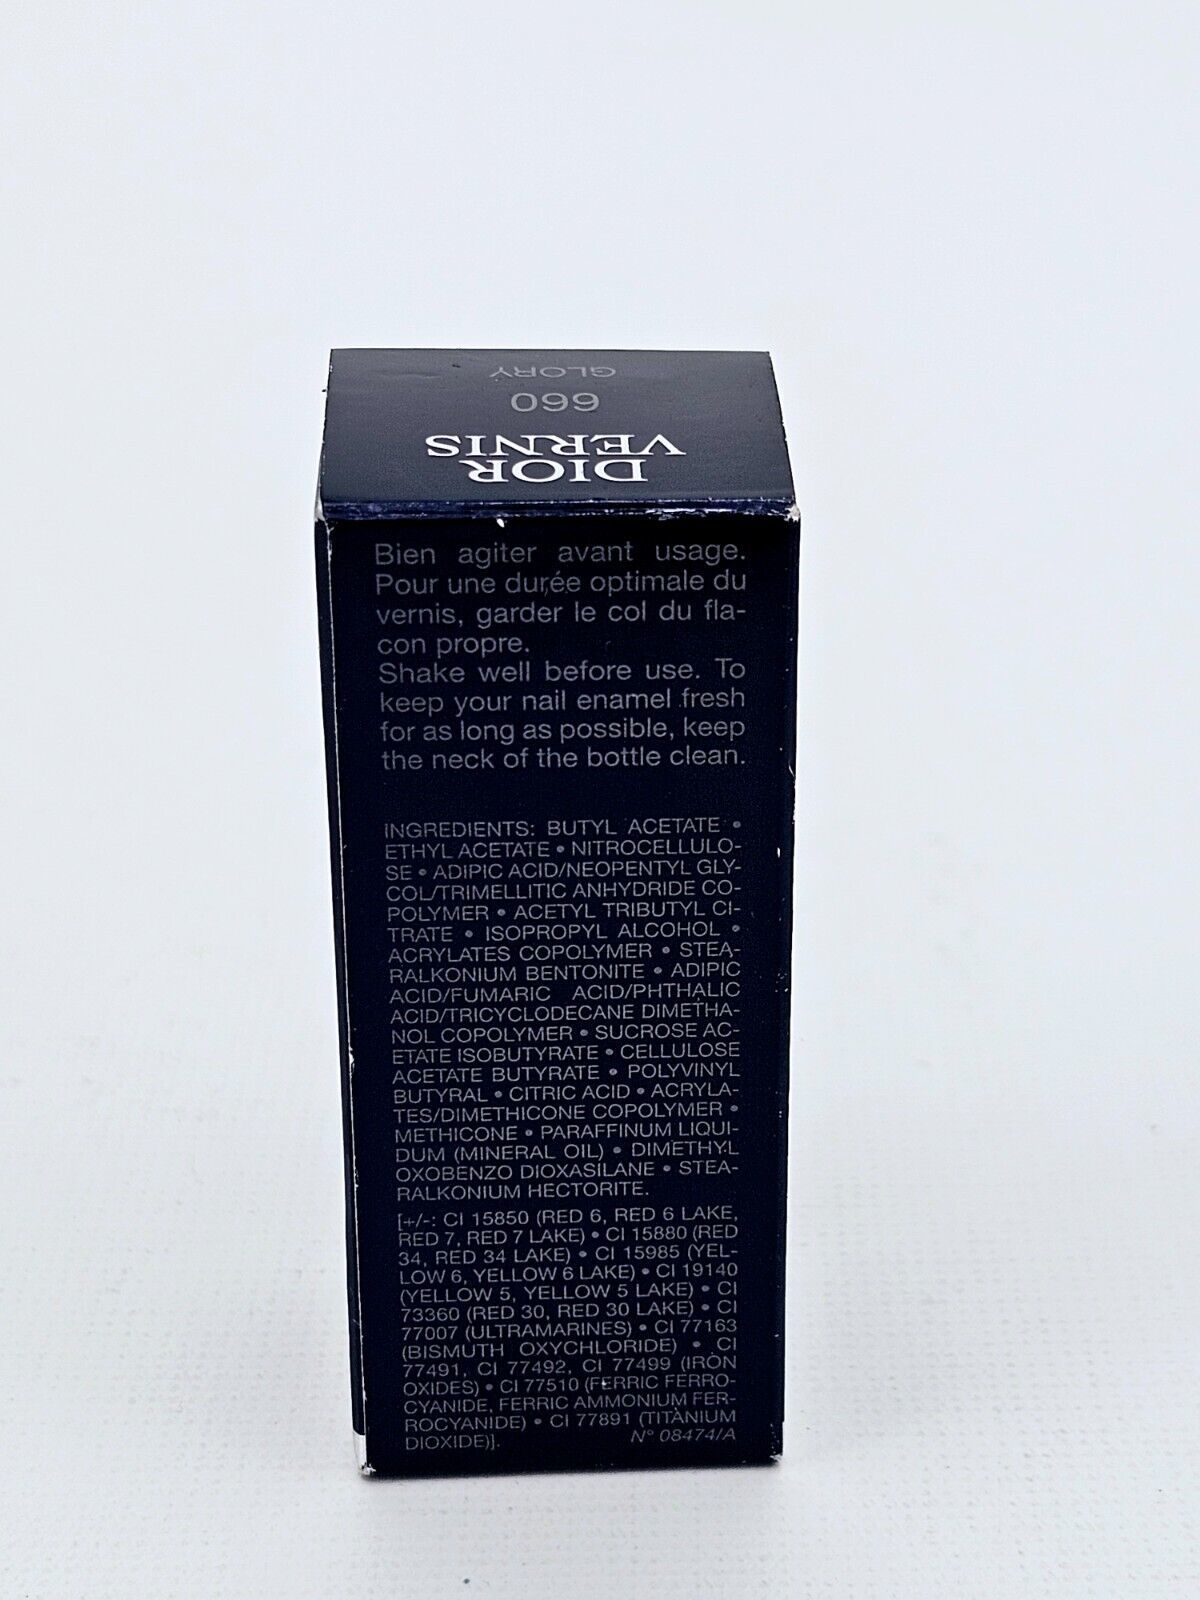 DIOR
VERNIS
660
GLORY
Bien agiter avant usage.
Pour une durée optimale du
vernis, garder le col du fla-
con propre.
Shake well before use. To
keep your nail enamel fresh
for as long as possible, keep
the neck of the bottle clean.
INGREDIENTS: BUTYL ACETATE •
ETHYL ACETATE • NITROCELLULO-
SE • ADIPIC ACID/NEOPENTYL GLY-
COL/TRIMELLITIC ANHYDRIDE CO-
POLYMER • ACETYL TRIBUTYL CI-
TRATE • ISOPROPYL ALCOHOL •
ACRYLATES COPOLYMER • STEA-
RALKONIUM BENTONITE • ADIPIC
ACID/FUMARIC ACID/PHTHALIC
ACID/TRICYCLODECANE DIMETHA-
NOL COPOLYMER • SUCROSE AC-
ETATE ISOBUTYRATE • CELLULOSE
ACETATE BUTYRATE • POLYVINYL
BUTYRAL • CITRIC ACID • ACRYLA-
TES/DIMETHICONE COPOLYMER •
METHICONE • PARAFFINUM LIQUI-
DUM (MINERAL OIL) • DIMETHYL
OXOBENZO DIOXASILANE • STEA-
RALKONIUM HECTORITE.
[+/-: CI 15850 (RED 6, RED 6 LAKE,
RED 7, RED 7 LAKE) • CI 15880 (RED
34, RED 34 LAKE) • CI 15985 (YEL-
LOW 6, YELLOW 6 LAKE) • CI 19140
(YELLOW 5, YELLOW 5 LAKE) • CI
73360 (RED 30, RED 30 LAKE) • CI
77007 (ULTRAMARINES) • CI 77163
(BISMUTH OXYCHLORIDE) • CI
77491, CI 77492, CI 77499 (IRON
OXIDES) • CI 77510 (FERRIC FERRO-
CYANIDE, FERRIC AMMONIUM FER-
ROCYANIDE) • CI 77891 (TITANIUM
DIOXIDE)]. N° 08474/A